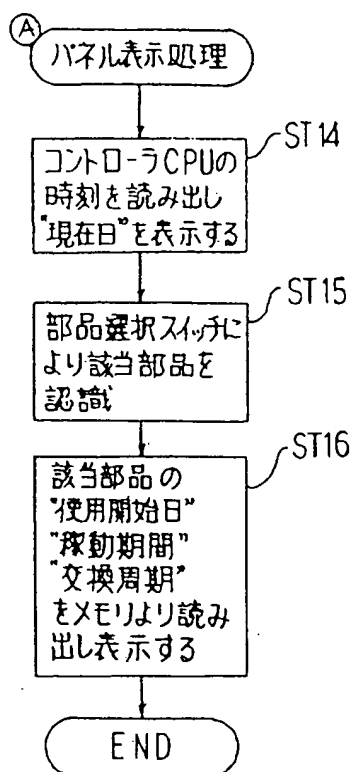 A
パネル表示処理
ST14
コントローラCPUの
時刻を読み出し
"現在日"を表示する
ST15
部品選択スイッチに
より該当部品を
認識
ST16
該当部品の
"使用開始日"
"稼動期間"
"交換周期"
をメモリより読み
出し表示する
END